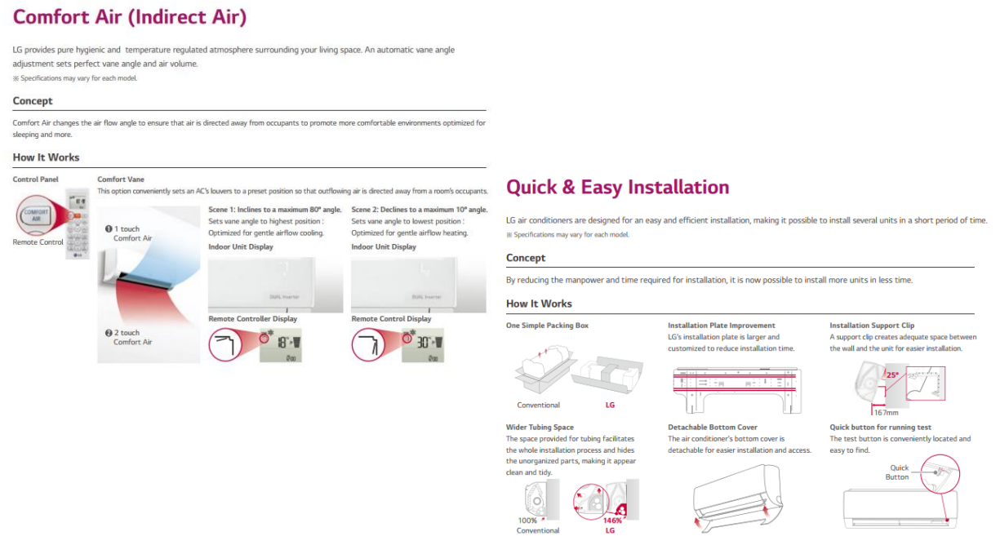 Comfort Air (Indirect Air)
LG provides pure hygienic and temperature regulated atmosphere surrounding your living space. An automatic vane angle
adjustment sets perfect vane angle and air volume.
※ Specifications may vary for each model.
Concept
Comfort Air changes the air flow angle to ensure that air is directed away from occupants to promote more comfortable environments optimized for
sleeping and more.
How It Works
Control Panel
COMFORT
AIR
Remote Control
LG
Comfort Vane
This option conveniently sets an AC's louvers to a preset position so that outflowing air is directed away from a room's occupants.
❶ 1 touch
Comfort Air
❷ 2 touch
Comfort Air
Scene 1: Inclines to a maximum 80° angle.
Sets vane angle to highest position :
Optimized for gentle airflow cooling.
Indoor Unit Display
DUAL Inverter
Remote Controller Display
18°
Scene 2: Declines to a maximum 10° angle.
Sets vane angle to lowest position :
Optimized for gentle airflow heating.
Indoor Unit Display
DUAL Inverter
Remote Control Display
30°
Quick & Easy Installation
LG air conditioners are designed for an easy and efficient installation, making it possible to install several units in a short period of time.
※ Specifications may vary for each model.
Concept
By reducing the manpower and time required for installation, it is now possible to install more units in less time.
How It Works
One Simple Packing Box
Conventional
LG
Installation Plate Improvement
LG's installation plate is larger and
customized to reduce installation time.
Installation Support Clip
A support clip creates adequate space between
the wall and the unit for easier installation.
25°
167mm
Wider Tubing Space
The space provided for tubing facilitates
the whole installation process and hides
the unorganized parts, making it appear
clean and tidy.
100%
Conventional
146%
LG
Detachable Bottom Cover
The air conditioner's bottom cover is
detachable for easier installation and access.
Quick button for running test
The test button is conveniently located and
easy to find.
Quick
Button